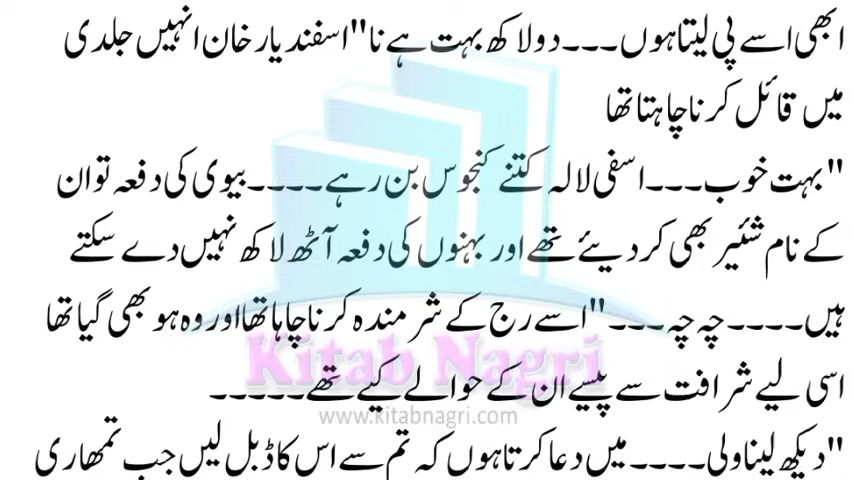 ابھی اسے پی لیتا ہوں۔۔۔ دو لاکھ بہت ہے نا"اسفند یار خان انہیں جلدی
میں قائل کرنا چاہتا تھا
"بہت خوب۔۔۔ اسفی لالہ کتنے کنجوس بن رہے۔۔۔۔ بیوی کی دفعہ تو ان
کے نام شئیر بھی کر دیئے تھے اور بہنوں کی دفعہ آٹھ لاکھ نہیں دے سکتے
ہیں۔۔۔۔ چہ چہ۔۔۔"اسے رج کے شرمندہ کرنا چاہا تھا اور وہ ہو بھی گیا تھا
Kitab Nagri
اسی لیے شرافت سے پیسے ان کے حوالے کیے تھے۔۔۔۔۔
www.kitabnagri.com
"دیکھ لینا ولی۔۔۔۔ میں دعا کرتا ہوں کہ تم سے اس کا ڈبل لیں جب تمھاری